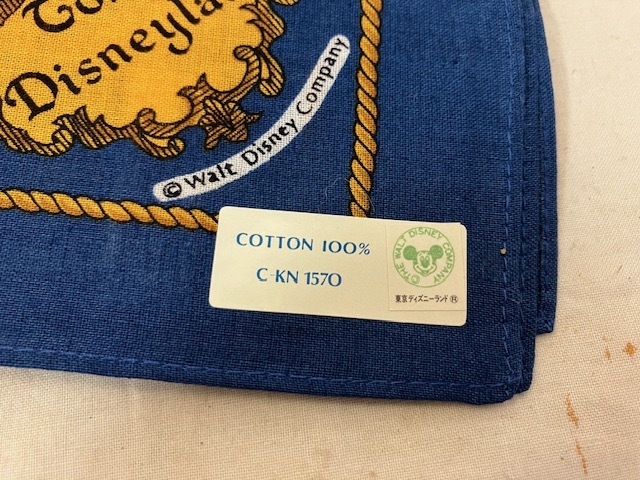 Disneyla
© Walt Disney Company
COTTON 100%
C-KN 1570
©THE WALT DISNEY COMPANY
東京ディズニーランド Ⓡ